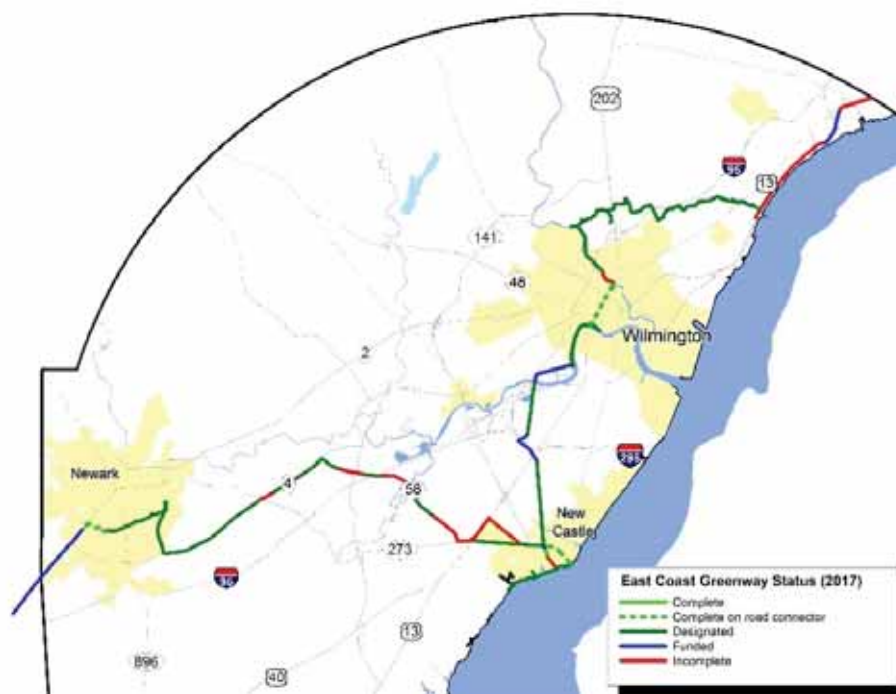 202
95
13
141
48
Wilmington
2
295
Newark
4
58
New
Castle
273
95
13
896
40
East Coast Greenway Status (2017)
Complete
Complete on road connector
Designated
Funded
Incomplete